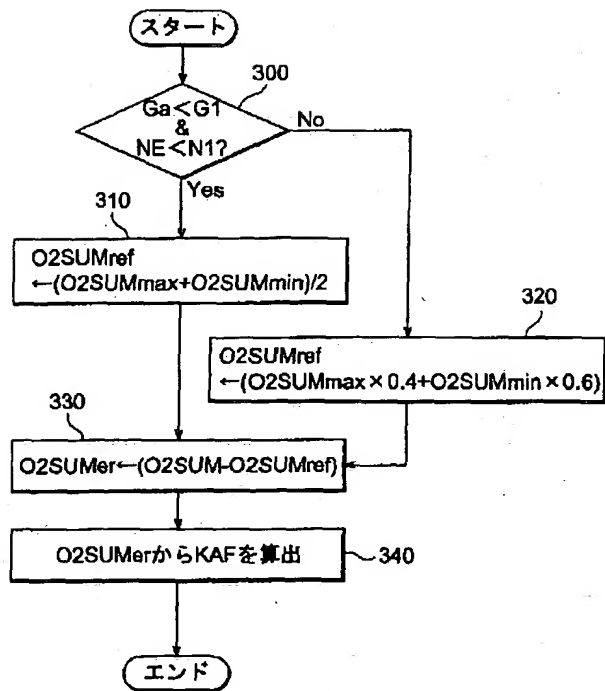 スタート
300
Ga<G1
&
NE<N1?
No
Yes
310
O2SUMref
←(O2SUMmax+O2SUMmin)/2
320
O2SUMref
←(O2SUMmax×0.4+O2SUMmin×0.6)
330
O2SUMer←(O2SUM-O2SUMref)
O2SUMerからKAFを算出
340
エンド